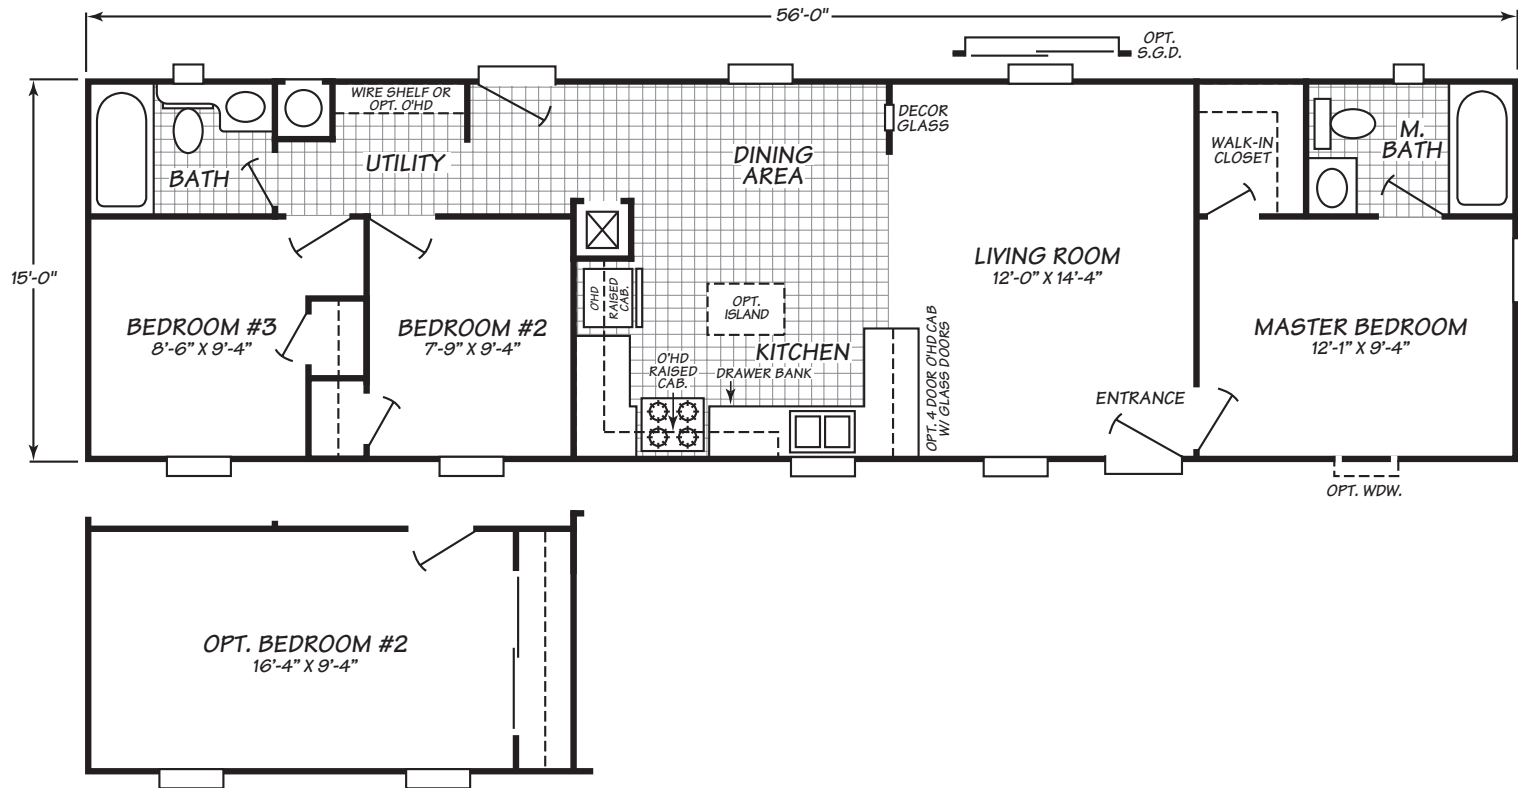 56'-0"
OPT.
S.G.D.
WIRE SHELF OR
OPT. O'HD
DECOR
GLASS
BATH
UTILITY
DINING
AREA
WALK-IN
CLOSET
M.
BATH
15'-0"
LIVING ROOM
12'-0" X 14'-4"
O'HD
RAISED
CAB.
OPT.
ISLAND
BEDROOM #3
8'-6" X 9'-4"
BEDROOM #2
7'-9" X 9'-4"
KITCHEN
O'HD
RAISED
CAB.
DRAWER BANK
OPT. 4 DOOR O'HD CAB
W/ GLASS DOORS
MASTER BEDROOM
12'-1" X 9'-4"
ENTRANCE
OPT. WDW.
OPT. BEDROOM #2
16'-4" X 9'-4"